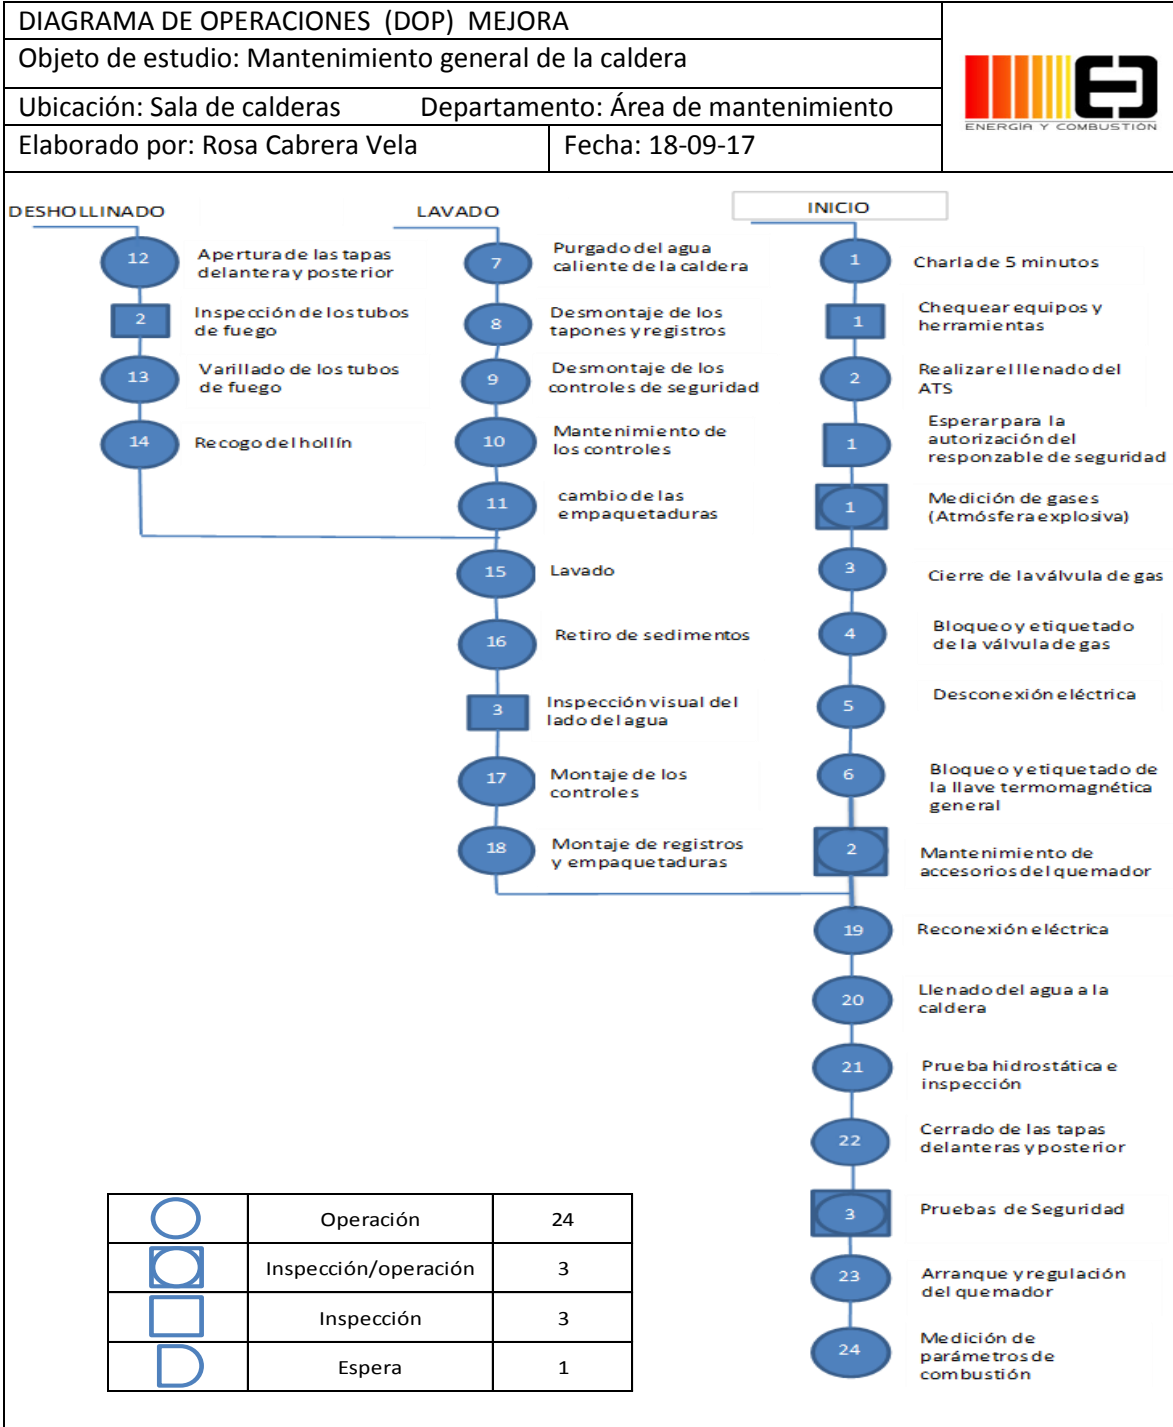 DIAGRAMA DE OPERACIONES (DOP) MEJORA
Objeto de estudio: Mantenimiento general de la caldera
Ubicación: Sala de calderas Departamento: Área de mantenimiento
Elaborado por: Rosa Cabrera Vela
Fecha: 18-09-17
ENERGÍA Y COMBUSTIÓN
DESHOLLINADO
12
Apertura de las tapas
delantera y posterior
2
Inspección de los tubos
de fuego
13
Varillado de los tubos
de fuego
14
Recogo del hollín
LAVADO
7
Purgado del agua
caliente de la caldera
8
Desmontaje de los
tapones y registros
9
Desmontaje de los
controles de seguridad
10
Mantenimiento de
los controles
11
cambio de las
empaquetaduras
15
Lavado
16
Retiro de sedimentos
3
Inspección visual del
lado del agua
17
Montaje de los
controles
18
Montaje de registros
y empaquetaduras
INICIO
1
Charla de 5 minutos
1
Chequear equipos y
herramientas
2
Realizar el llenado del
ATS
1
Esperar para la
autorización del
responzable de seguridad
1
Medición de gases
(Atmósfera explosiva)
3
Cierre de la válvula de gas
4
Bloqueo y etiquetado
de la válvula de gas
5
Desconexión eléctrica
6
Bloqueo y etiquetado de
la llave termomagnética
general
2
Mantenimiento de
accesorios del quemador
19
Reconexión eléctrica
20
Llenado del agua a la
caldera
21
Prueba hidrostática e
inspección
22
Cerrado de las tapas
delanteras y posterior
3
Pruebas de Seguridad
23
Arranque y regulación
del quemador
24
Medición de
parámetros de
combustión
Operación 24
Inspección/operación 3
Inspección 3
Espera 1